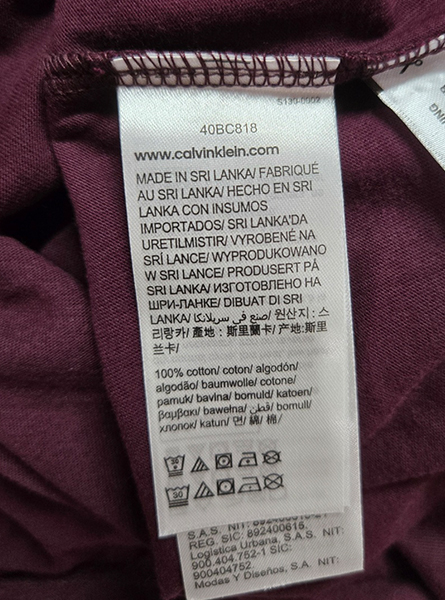 S130-0002
40BC818
www.calvinklein.com
MADE IN SRI LANKA/ FABRIQUÉ
AU SRI LANKA/ HECHO EN SRI
LANKA CON INSUMOS
IMPORTADOS/ SRI LANKA'DA
URETILMISTIR/ VYROBENÉ NA
SRÍ LANCE/ WYPRODUKOWANO
W SRI LANCE/ PRODUSERT PÅ
SRI LANKA/ ИЗГОТОВЛЕНО НА
ШРИ-ЛАНКЕ/ DIBUAT DI SRI
LANKA/ صنع في سريلانكا/ 원산지 : 스
리랑카/ 產地 : 斯里蘭卡/ 产地:斯里
兰卡/
100% cotton/ coton/ algodón/
algodão/ baumwolle/ cotone/
pamuk/ bavlna/ bomuld/ katoen/
βαμβακι/ bawełna/ قطن/ bomull/
хлопок/ katun/ 면/ 綿/ 棉/
30
30
S.A.S. NIT:
REG. SIC: 892400616.
Logística Urbana, S.A.S. NIT:
900.404.752-1 SIC:
900404752.
Modas Y Diseños, S.A. NIT: